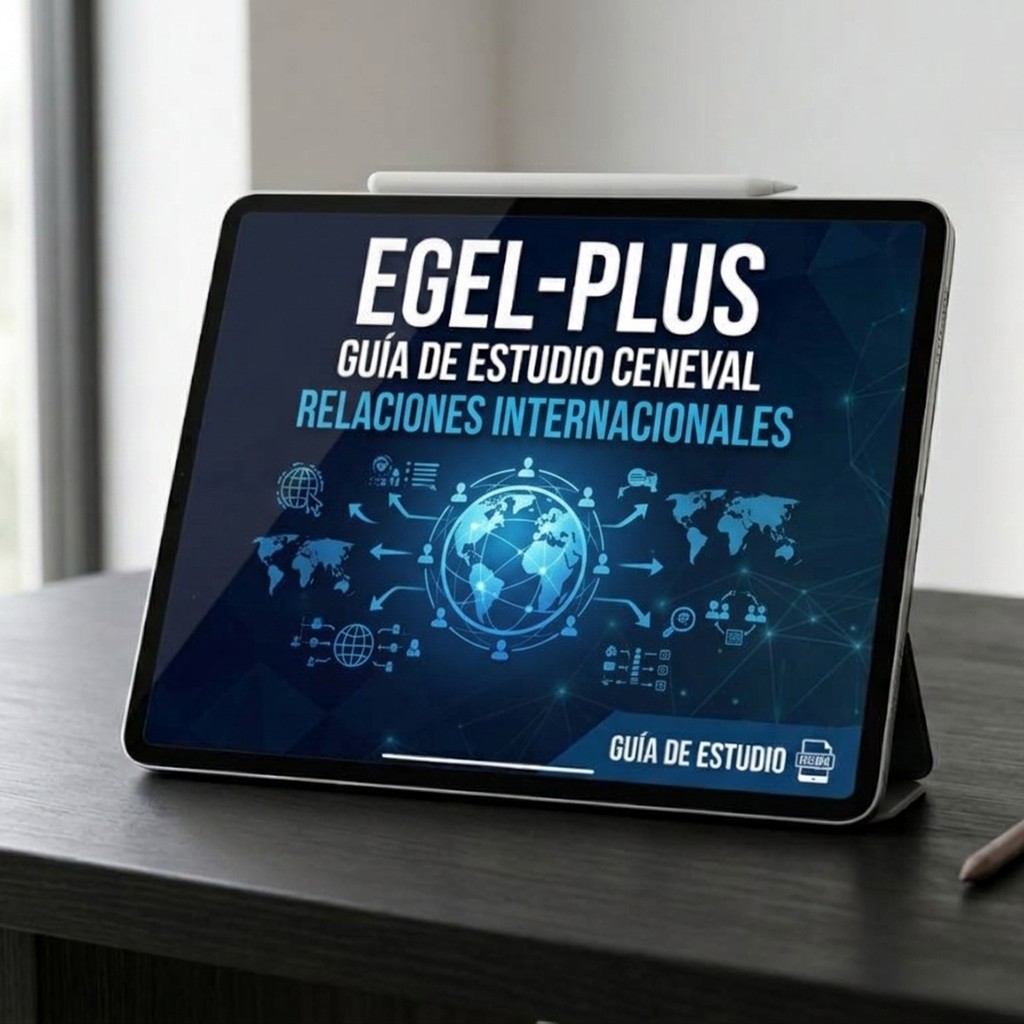 EGEL-PLUS
GUÍA DE ESTUDIO CENEVAL
RELACIONES INTERNACIONALES
GUÍA DE ESTUDIO